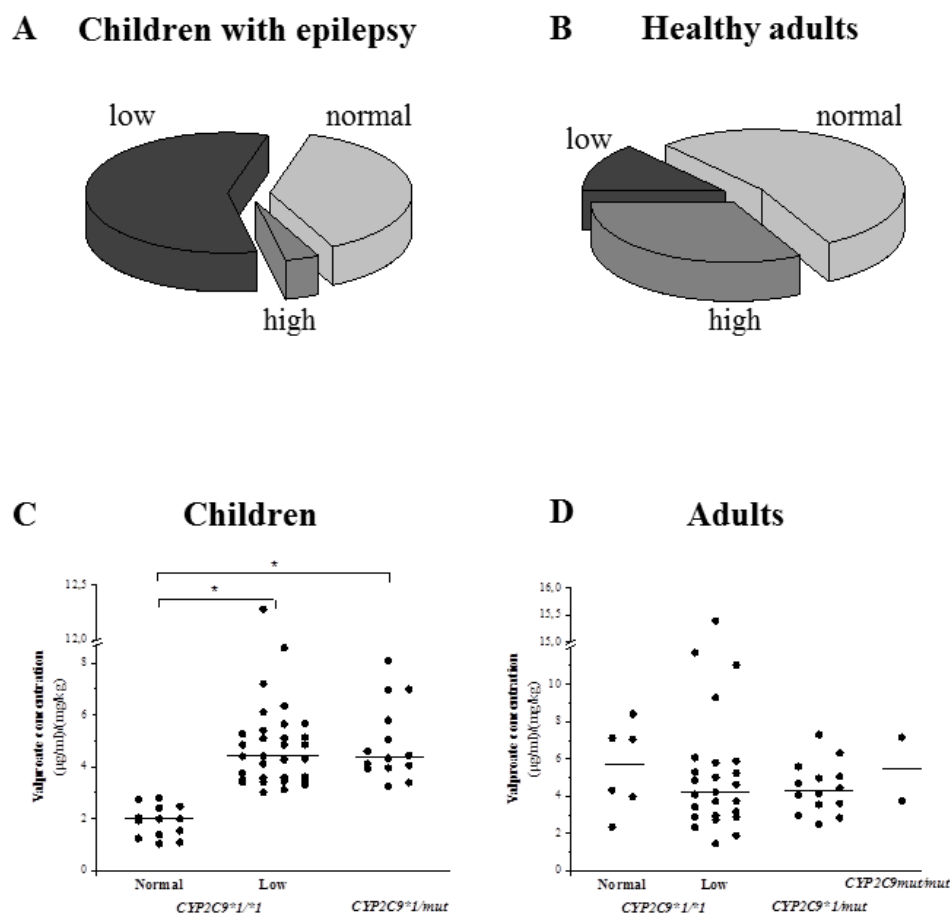 A Children with epilepsy
low
normal
high
B Healthy adults
low
normal
high
C Children
Valproate concentration
(µg/ml)/(mg/kg)
12,5
12,0
8
6
4
2
0
*
*
Normal
Low
CYP2C9*1/*1
CYP2C9*1/mut
D Adults
Valproate concentration
(µg/ml)/(mg/kg)
16,0
15,5
15,0
10
8
6
4
2
0
Normal
Low
CYP2C9*1/*1
CYP2C9*1/mut
CYP2C9mut/mut